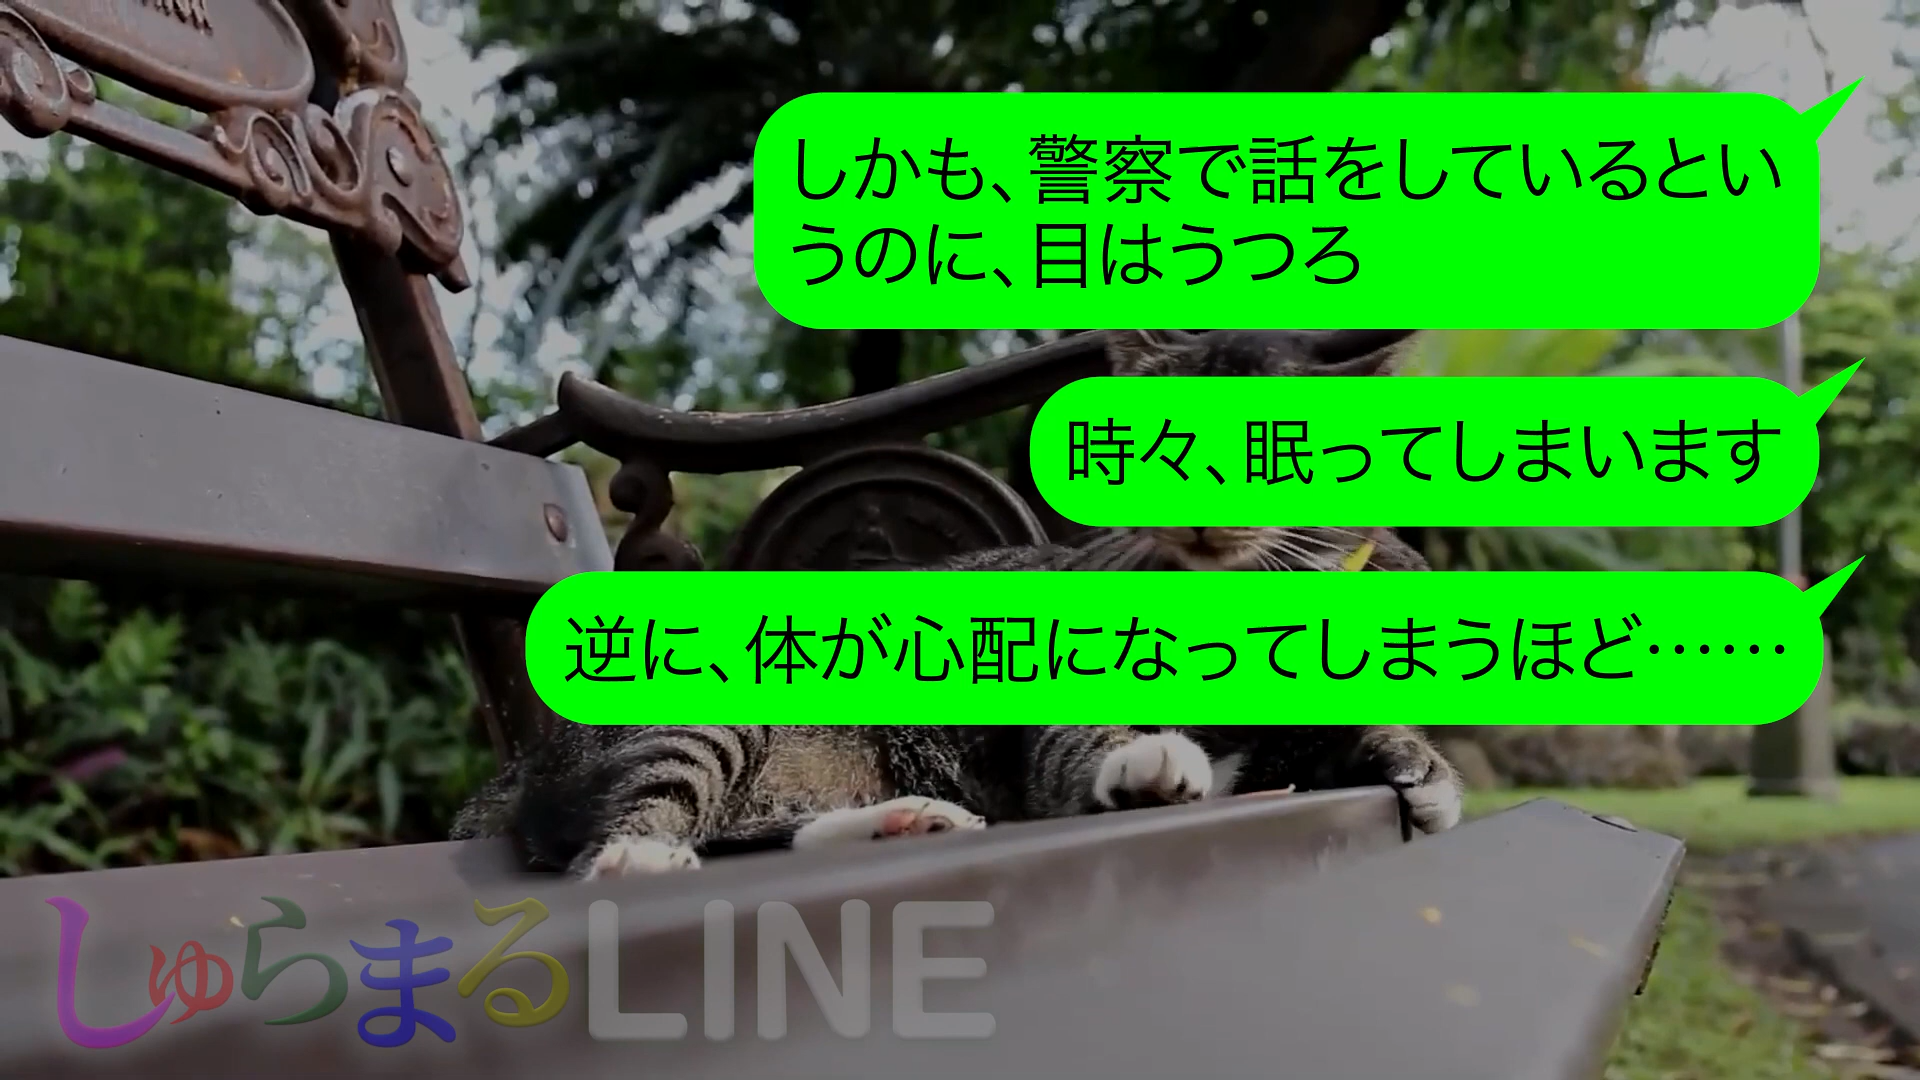 しかも、警察で話をしているとい
うのに、目はうつろ
時々、眠ってしまいます
逆に、体が心配になってしまうほど……
しゅらまるLINE